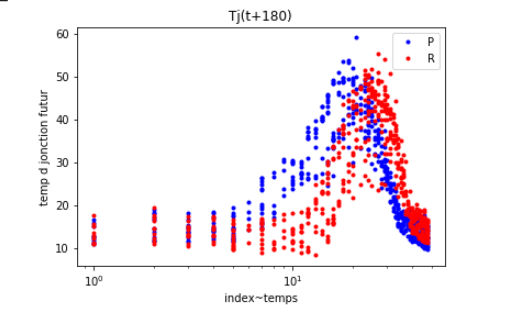 Tj(t+180)
P
R
temp d jonction futur
60
50
40
30
20
10
10⁰
10¹
index~temps